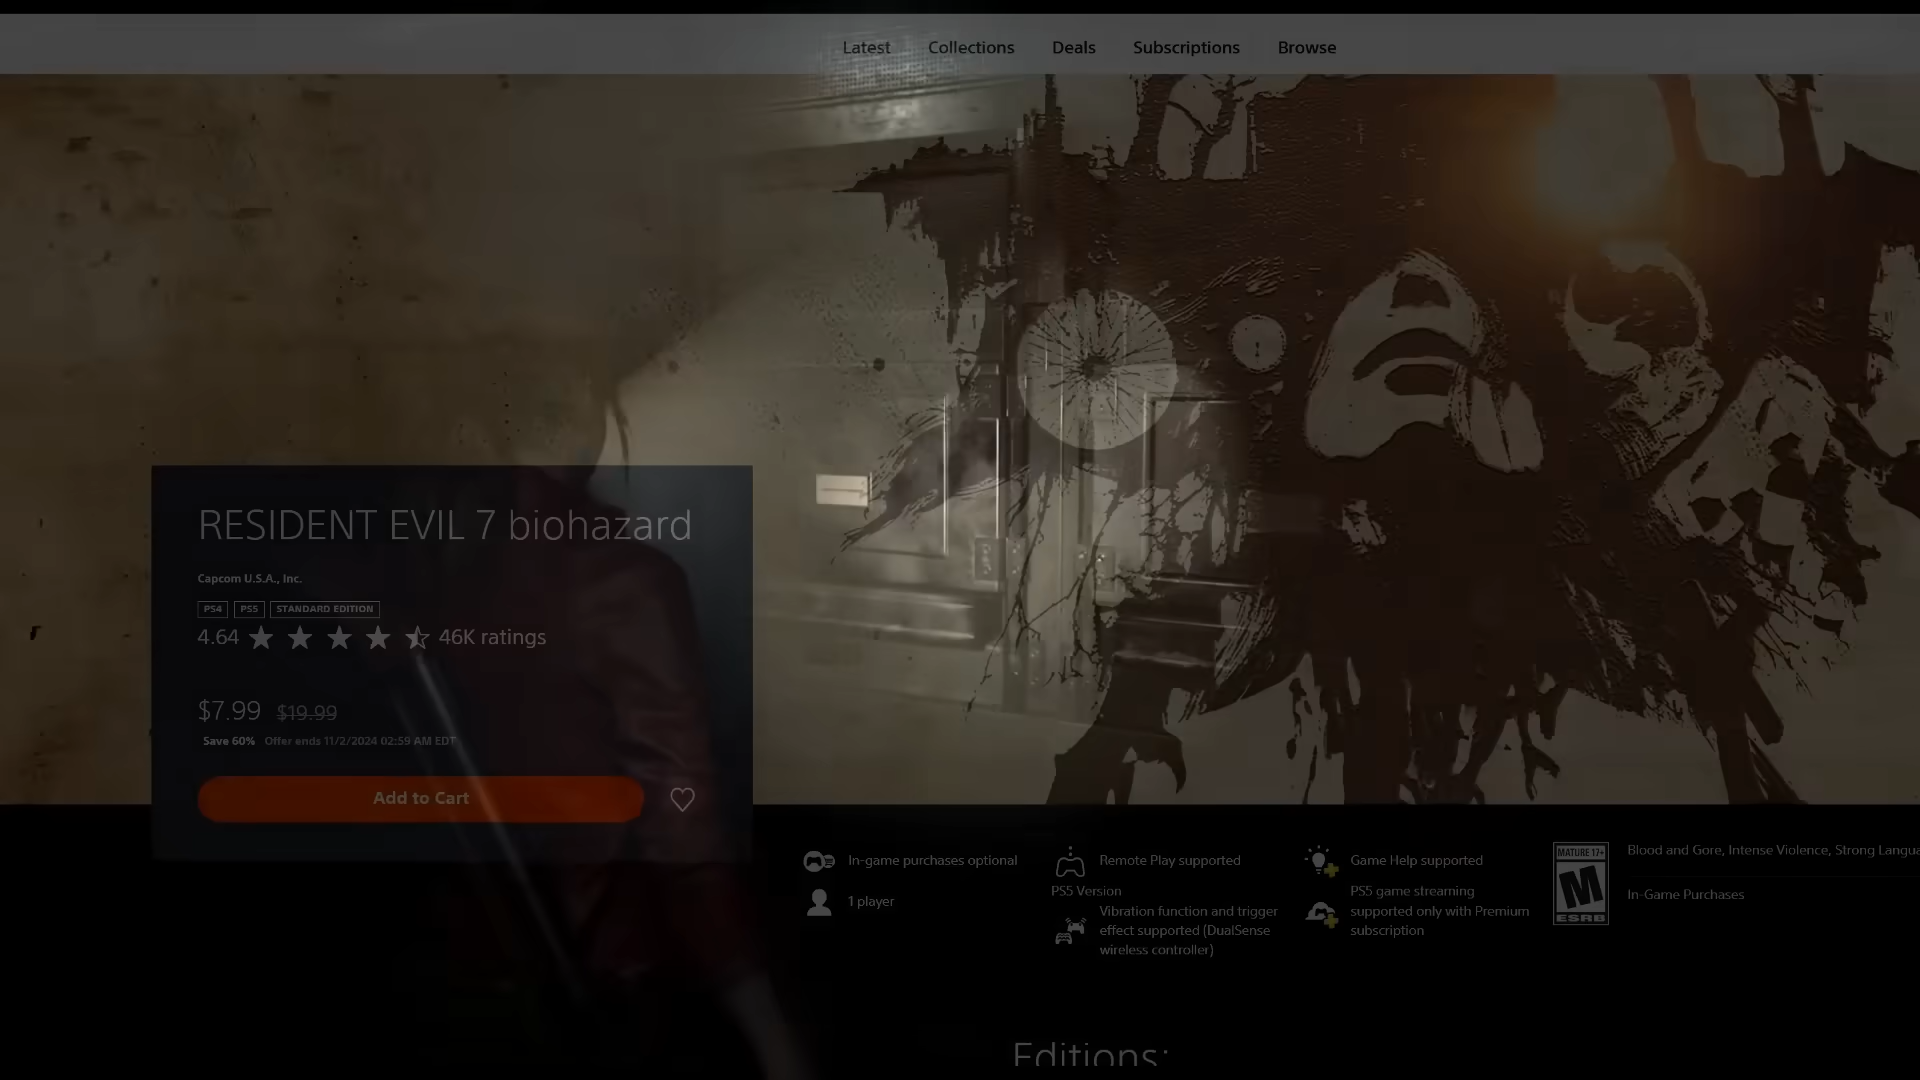 Latest Collections Deals Subscriptions Browse
RESIDENT EVIL 7 biohazard
Capcom U.S.A., Inc.
PS4 PS5 STANDARD EDITION
4.64 46K ratings
$7.99 $19.99
Save 60% Offer ends 11/2/2024 02:59 AM EDT
Add to Cart
In-game purchases optional
1 player
Remote Play supported
PS5 Version
Vibration function and trigger
effect supported (DualSense
wireless controller)
Game Help supported
PS5 game streaming
supported only with Premium
subscription
MATURE 17+
M
ESRB
Blood and Gore, Intense Violence, Strong
In-Game Purchases
Editions: